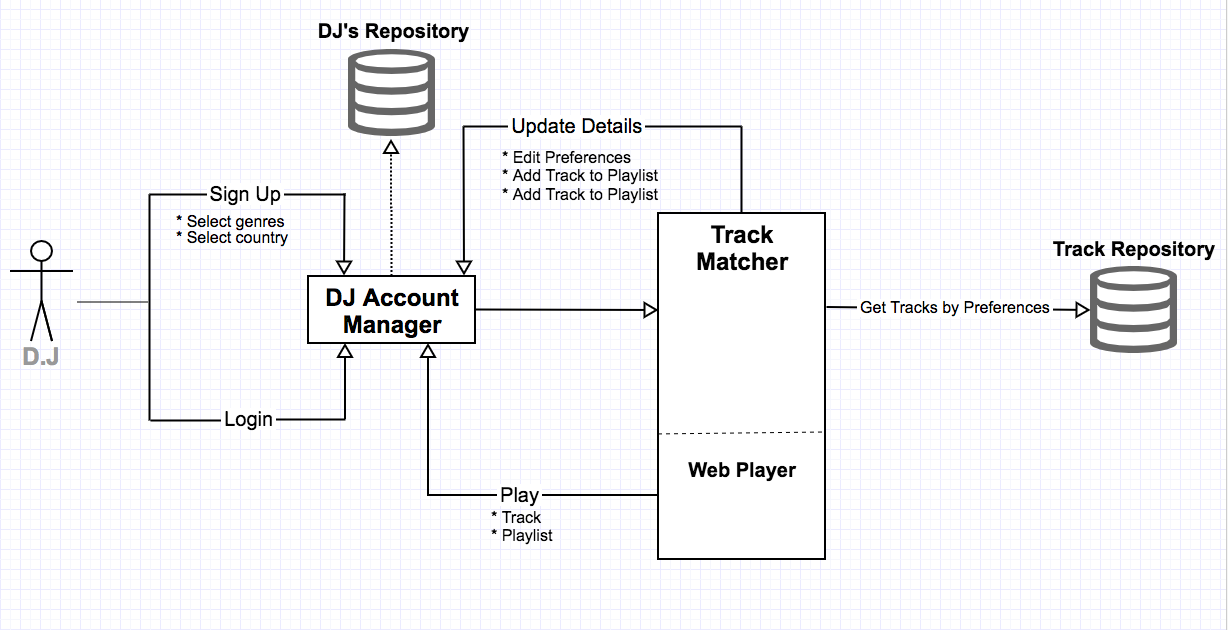 DJ's Repository
Update Details
* Edit Preferences
* Add Track to Playlist
* Add Track to Playlist
Sign Up
* Select genres
* Select country
Track
Matcher
Track Repository
DJ Account
Manager
Get Tracks by Preferences
D.J
Login
Web Player
Play
* Track
* Playlist